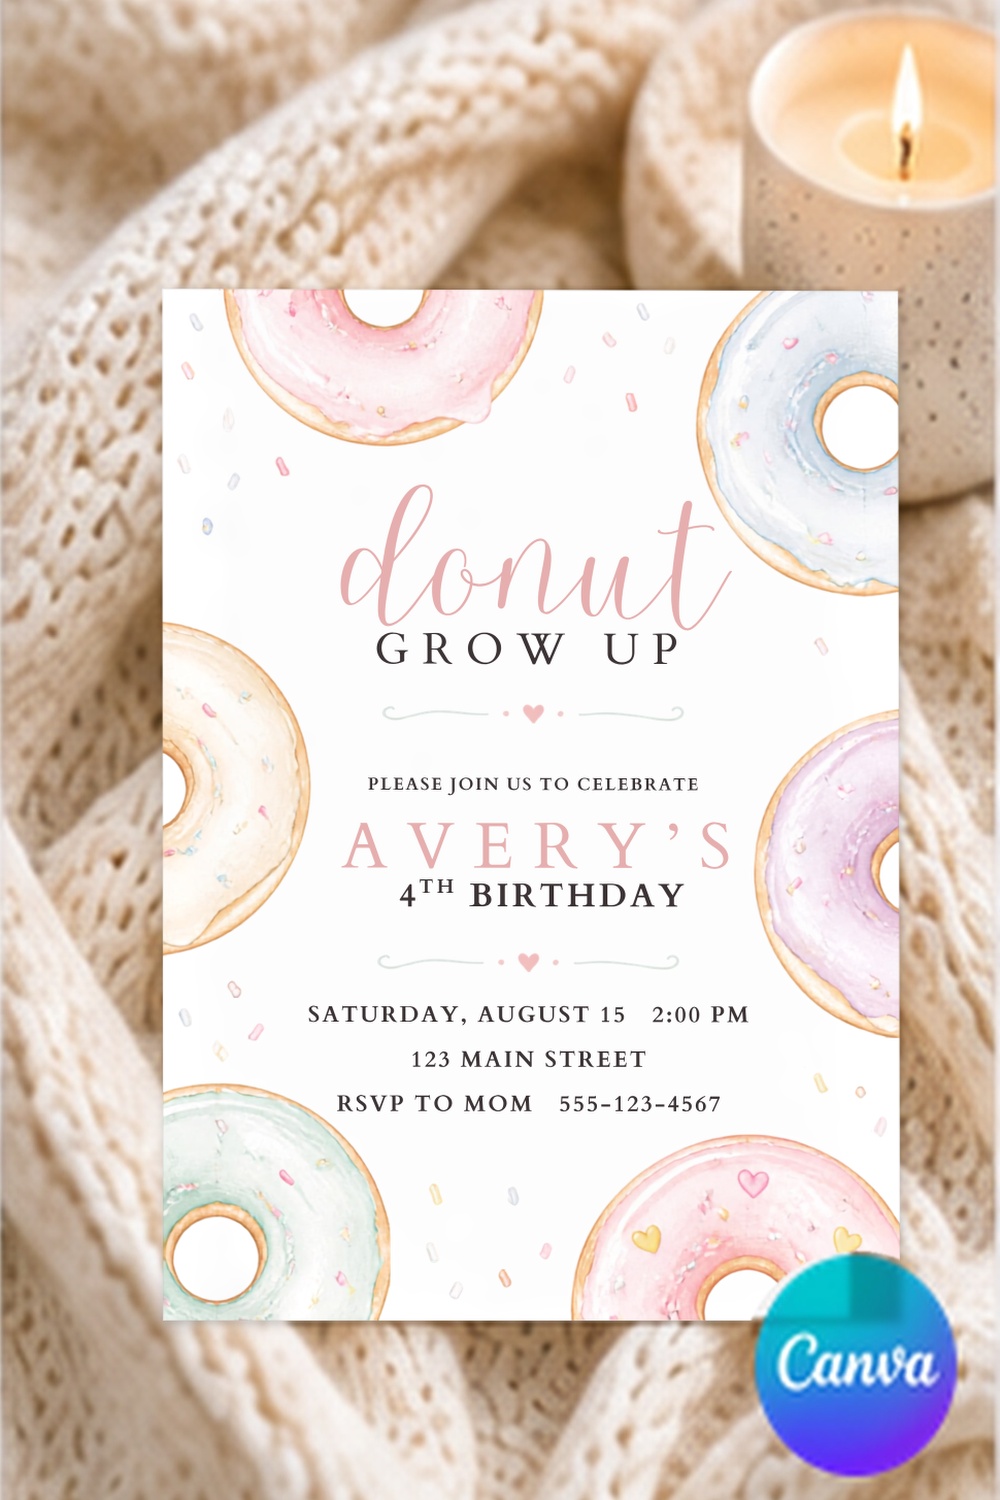 donut
GROW UP
PLEASE JOIN US TO CELEBRATE
AVERY'S
4TH BIRTHDAY
SATURDAY, AUGUST 15 2:00 PM
123 MAIN STREET
RSVP TO MOM 555-123-4567
Canva